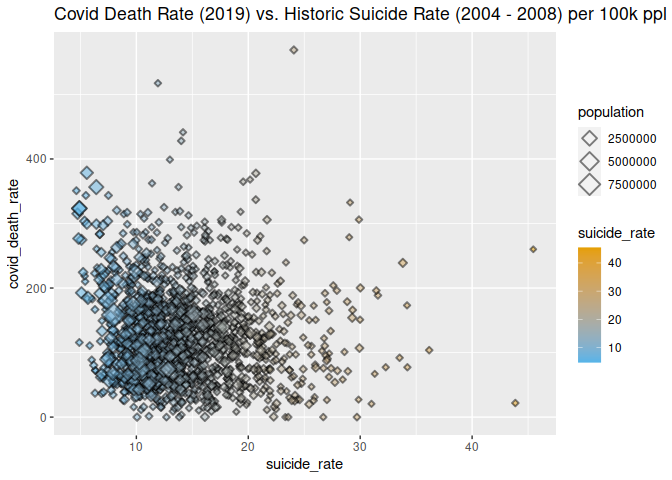 Covid Death Rate (2019) vs. Historic Suicide Rate (2004 - 2008) per 100k ppl
covid_death_rate
400
200
0
10
20
30
40
suicide_rate
population
2500000
5000000
7500000
suicide_rate
40
30
20
10